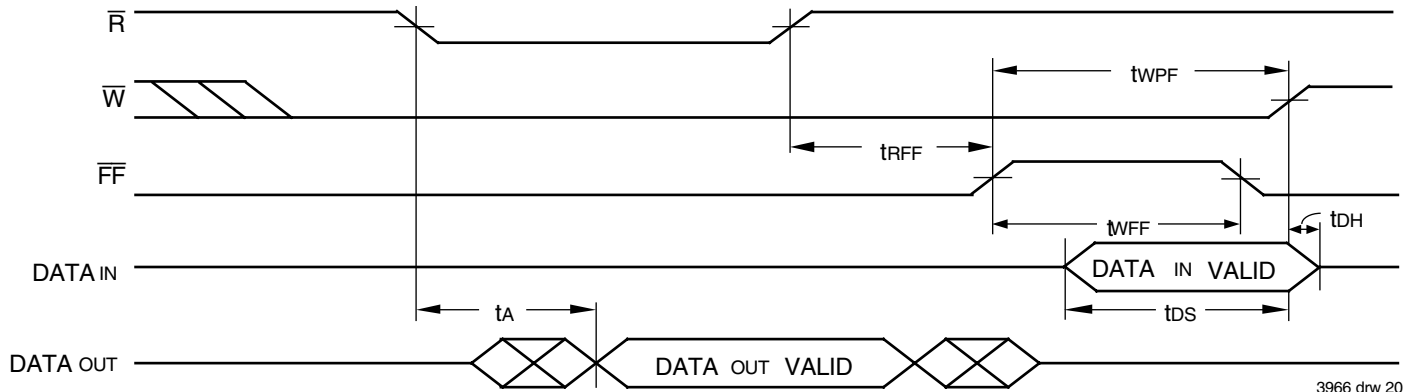 R̅
W̅
tWPF
tRFF
F̅F̅
tWFF
tDH
DATA IN
DATA IN VALID
tDS
tA
DATA OUT
DATA OUT VALID
3966 drw 20